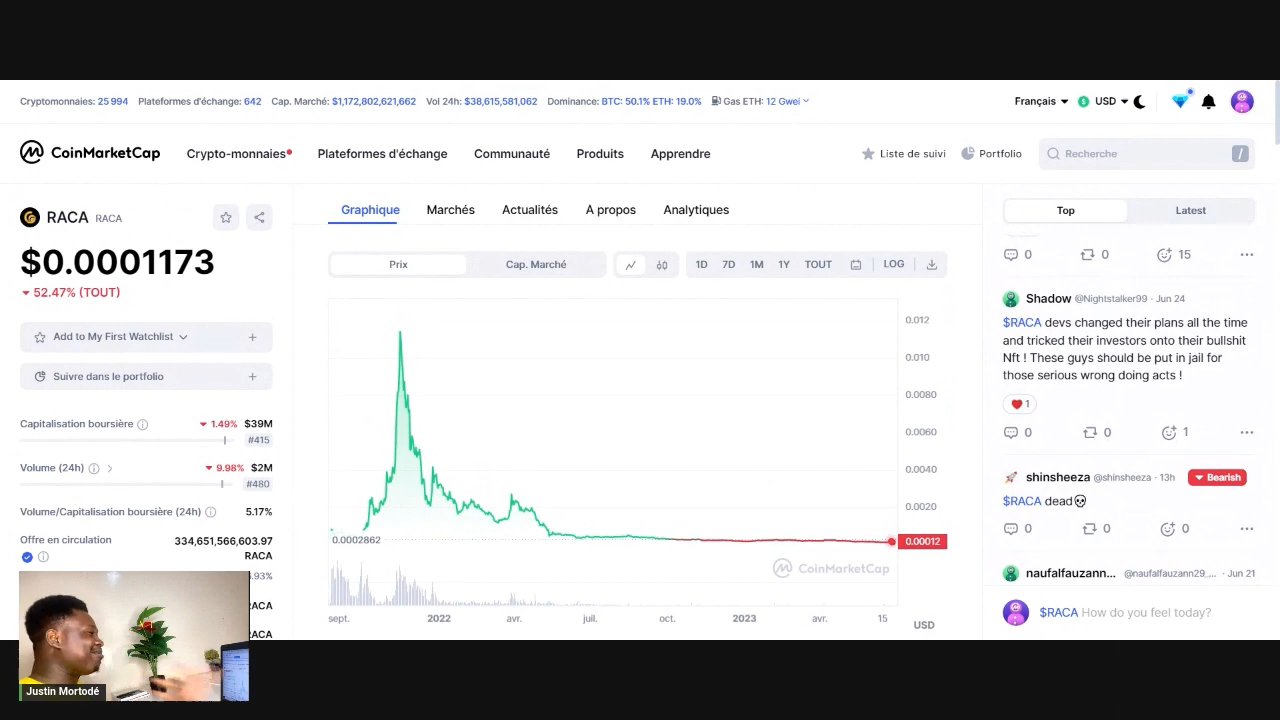 Cryptomonnaies: 25 994 Plateformes d'échange: 642 Cap. Marché: $1,172,802,621,662 Vol 24h: $38,615,581,062 Dominance: BTC: 50.1% ETH: 19.0% Gas ETH: 12 Gwei
Français USD
CoinMarketCap Crypto-monnaies Plateformes d'échange Communauté Produits Apprendre
Liste de suivi Portfolio Recherche /
RACA RACA
$0.0001173
52.47% (TOUT)
Add to My First Watchlist +
Suivre dans le portfolio +
Capitalisation boursière 1.49% $39M
#415
Volume (24h) 9.98% $2M
#480
Volume/Capitalisation boursière (24h) 5.17%
Offre en circulation 334,651,566,603.97
RACA
.93%
ACA
ACA
Justin Mortodé
Graphique Marchés Actualités A propos Analytiques
Prix Cap. Marché 1D 7D 1M 1Y TOUT LOG
0.012
0.010
0.0080
0.0060
0.0040
0.0020
0.0002862
0.00012
CoinMarketCap
sept. 2022 avr. juil. oct. 2023 avr. 15
USD
Top Latest
0 0 15
Shadow @Nightstalker99 · Jun 24
$RACA devs changed their plans all the time
and tricked their investors onto their bullshit
Nft ! These guys should be put in jail for
those serious wrong doing acts !
1
0 0 1
shinsheeza @shinsheeza · 13h Bearish
$RACA dead💀
0 0 0
naufalfauzann... @naufalfauzann29_... · Jun 21
$RACA How do you feel today?